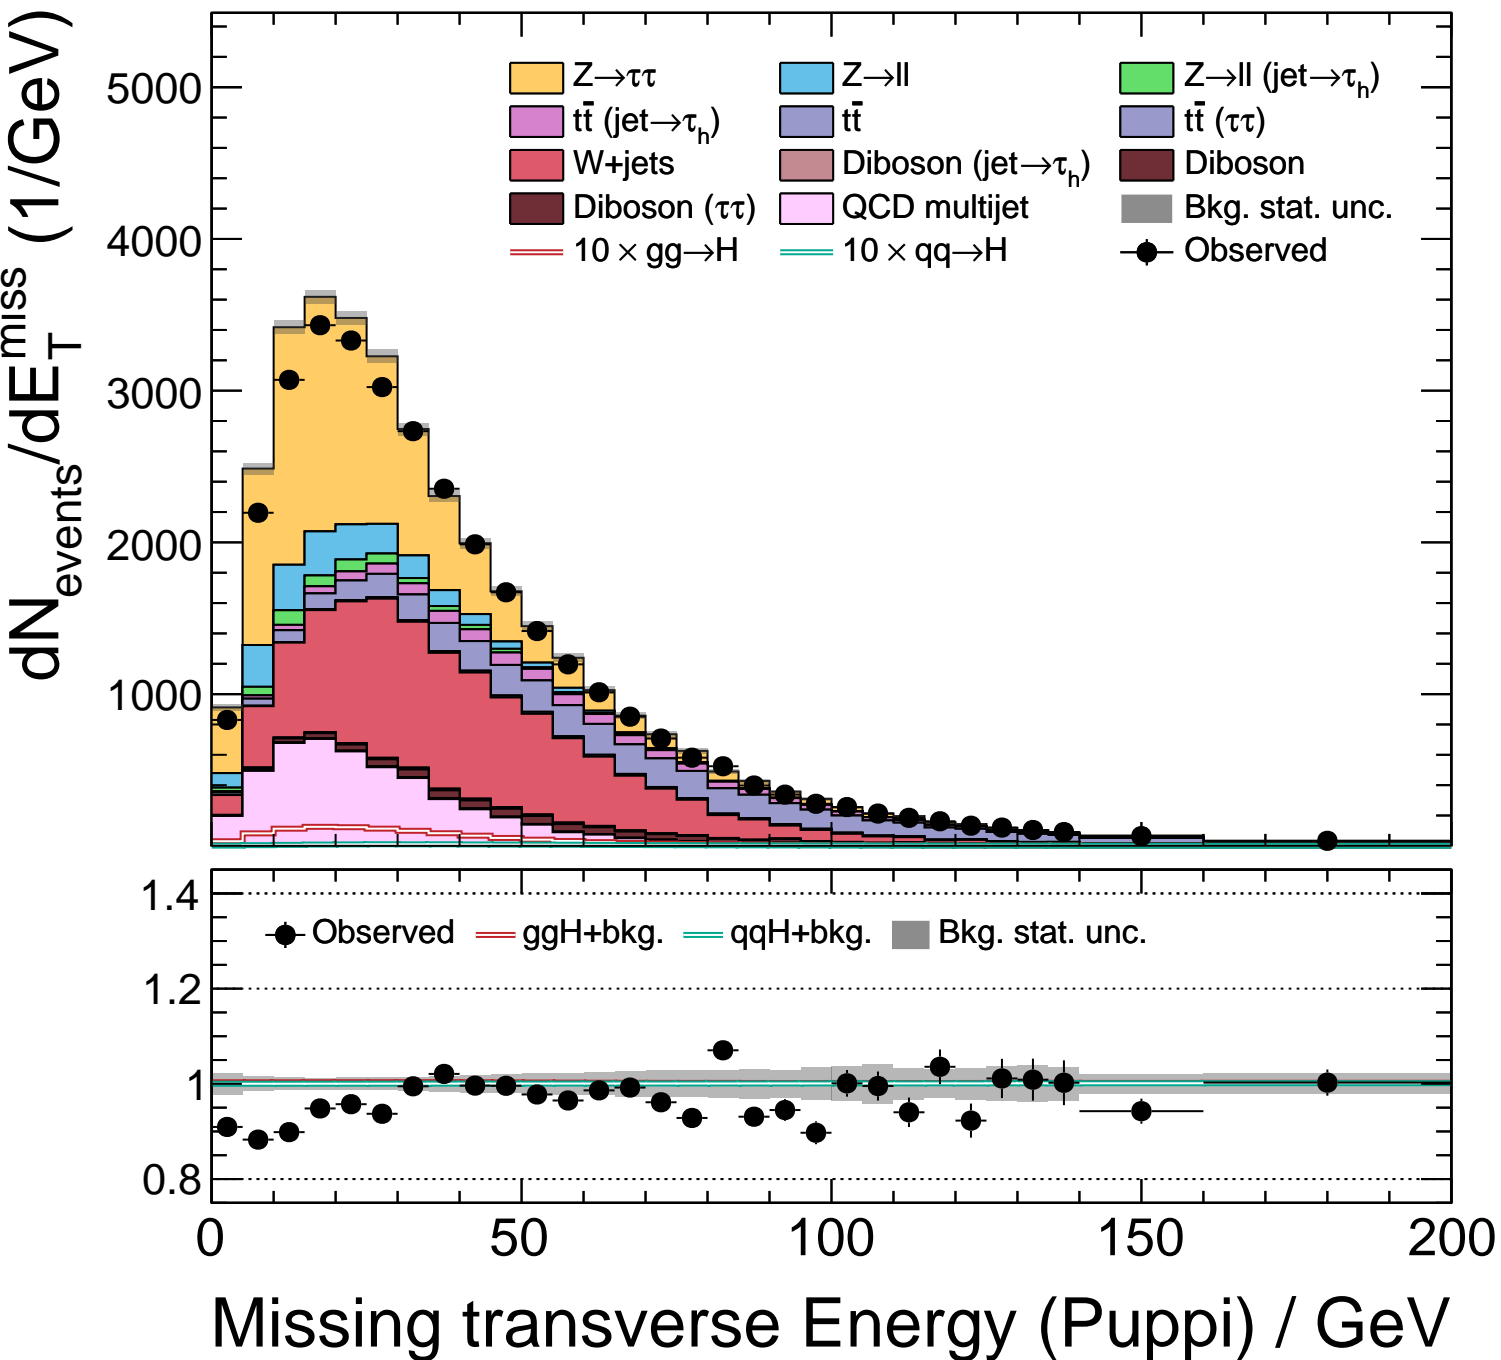 dN_events/dE_T^miss (1/GeV)
5000
4000
3000
2000
1000
Z→ττ Z→ll Z→ll (jet→τ_h)
tt̄ (jet→τ_h) tt̄ tt̄ (ττ)
W+jets Diboson (jet→τ_h) Diboson
Diboson (ττ) QCD multijet Bkg. stat. unc.
10 × gg→H 10 × qq→H Observed
1.4
1.2
1
0.8
Observed ggH+bkg. qqH+bkg. Bkg. stat. unc.
0 50 100 150 200
Missing transverse Energy (Puppi) / GeV